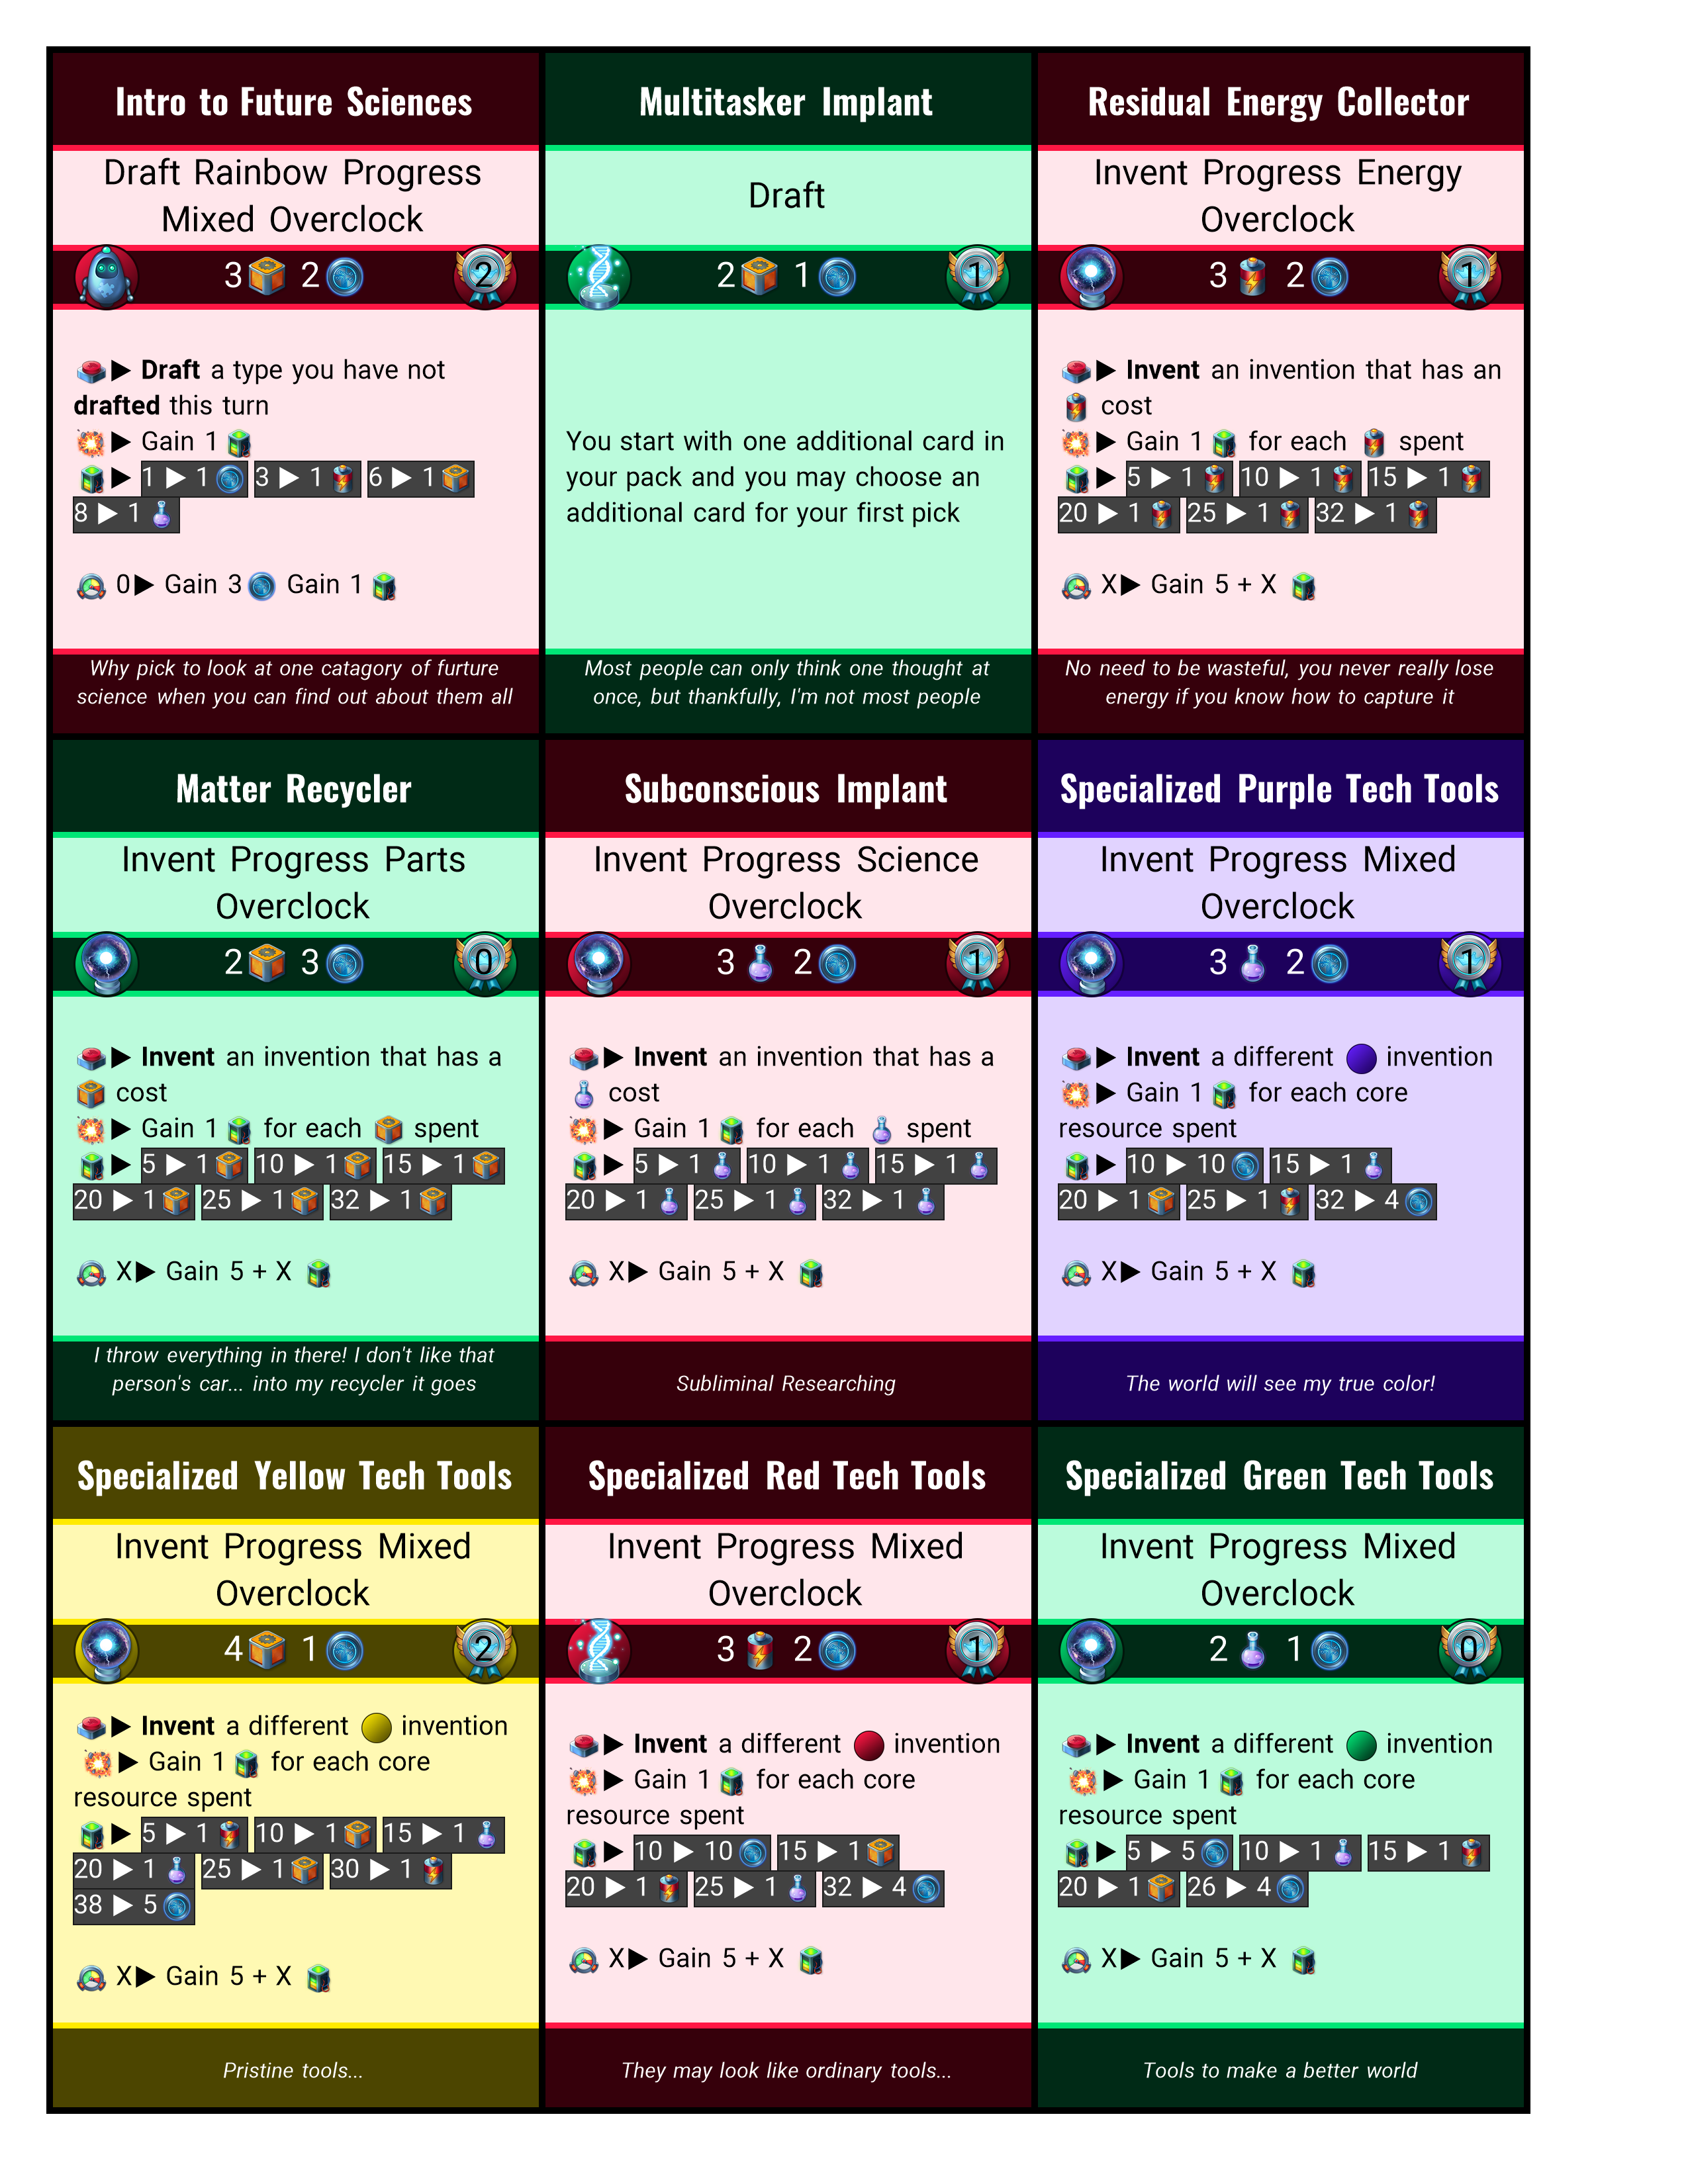 Intro to Future Sciences
Draft Rainbow Progress
Mixed Overclock
3 2
2
▶ Draft a type you have not
drafted this turn
▶ Gain 1
▶ 1 ▶ 1 3 ▶ 1 6 ▶ 1
8 ▶ 1
0▶ Gain 3 Gain 1
Why pick to look at one catagory of furture
science when you can find out about them all
Multitasker Implant
Draft
2 1
1
You start with one additional card in
your pack and you may choose an
additional card for your first pick
Most people can only think one thought at
once, but thankfully, I'm not most people
Residual Energy Collector
Invent Progress Energy
Overclock
3 2
1
▶ Invent an invention that has an
cost
▶ Gain 1 for each spent
▶ 5 ▶ 1 10 ▶ 1 15 ▶ 1
20 ▶ 1 25 ▶ 1 32 ▶ 1
X▶ Gain 5 + X
No need to be wasteful, you never really lose
energy if you know how to capture it
Matter Recycler
Invent Progress Parts
Overclock
2 3
0
▶ Invent an invention that has a
cost
▶ Gain 1 for each spent
▶ 5 ▶ 1 10 ▶ 1 15 ▶ 1
20 ▶ 1 25 ▶ 1 32 ▶ 1
X▶ Gain 5 + X
I throw everything in there! I don't like that
person's car... into my recycler it goes
Subconscious Implant
Invent Progress Science
Overclock
3 2
1
▶ Invent an invention that has a
cost
▶ Gain 1 for each spent
▶ 5 ▶ 1 10 ▶ 1 15 ▶ 1
20 ▶ 1 25 ▶ 1 32 ▶ 1
X▶ Gain 5 + X
Subliminal Researching
Specialized Purple Tech Tools
Invent Progress Mixed
Overclock
3 2
1
▶ Invent a different invention
▶ Gain 1 for each core
resource spent
▶ 10 ▶ 10 15 ▶ 1
20 ▶ 1 25 ▶ 1 32 ▶ 4
X▶ Gain 5 + X
The world will see my true color!
Specialized Yellow Tech Tools
Invent Progress Mixed
Overclock
4 1
2
▶ Invent a different invention
▶ Gain 1 for each core
resource spent
▶ 5 ▶ 1 10 ▶ 1 15 ▶ 1
20 ▶ 1 25 ▶ 1 30 ▶ 1
38 ▶ 5
X▶ Gain 5 + X
Pristine tools...
Specialized Red Tech Tools
Invent Progress Mixed
Overclock
3 2
1
▶ Invent a different invention
▶ Gain 1 for each core
resource spent
▶ 10 ▶ 10 15 ▶ 1
20 ▶ 1 25 ▶ 1 32 ▶ 4
X▶ Gain 5 + X
They may look like ordinary tools...
Specialized Green Tech Tools
Invent Progress Mixed
Overclock
2 1
0
▶ Invent a different invention
▶ Gain 1 for each core
resource spent
▶ 5 ▶ 5 10 ▶ 1 15 ▶ 1
20 ▶ 1 26 ▶ 4
X▶ Gain 5 + X
Tools to make a better world